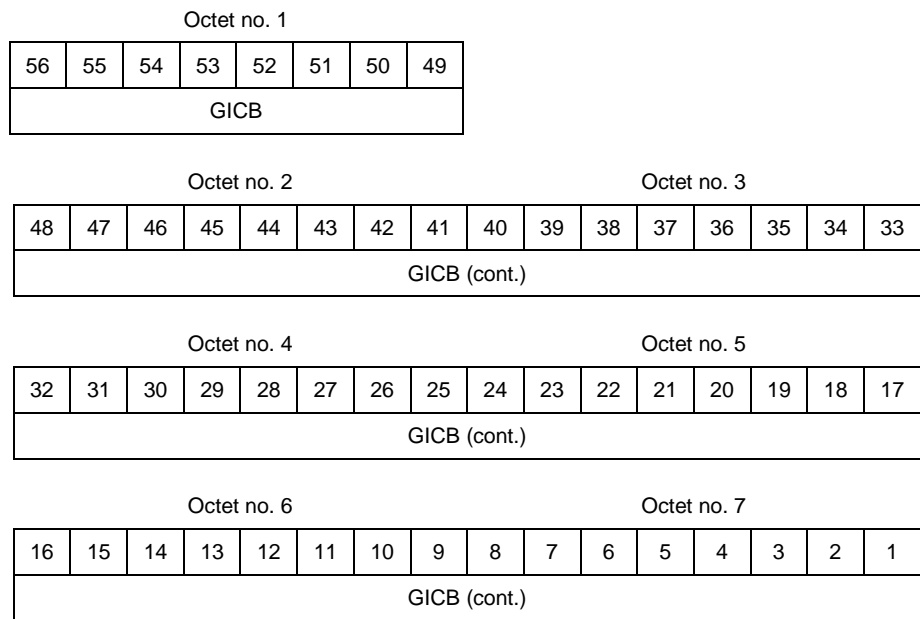 Octet no. 1
56 55 54 53 52 51 50 49
GICB
Octet no. 2 Octet no. 3
48 47 46 45 44 43 42 41 40 39 38 37 36 35 34 33
GICB (cont.)
Octet no. 4 Octet no. 5
32 31 30 29 28 27 26 25 24 23 22 21 20 19 18 17
GICB (cont.)
Octet no. 6 Octet no. 7
16 15 14 13 12 11 10 9 8 7 6 5 4 3 2 1
GICB (cont.)